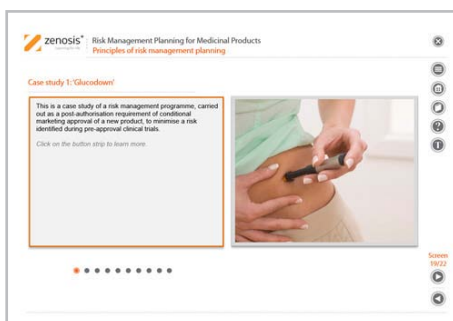 zenosis®
Learning for life
Risk Management Planning for Medicinal Products
Principles of risk management planning
Case study 1: 'Glucodown'
This is a case study of a risk management programme, carried
out as a post-authorisation requirement of conditional
marketing approval of a new product, to minimise a risk
identified during pre-approval clinical trials.
Click on the button strip to learn more.
Screen
19/22